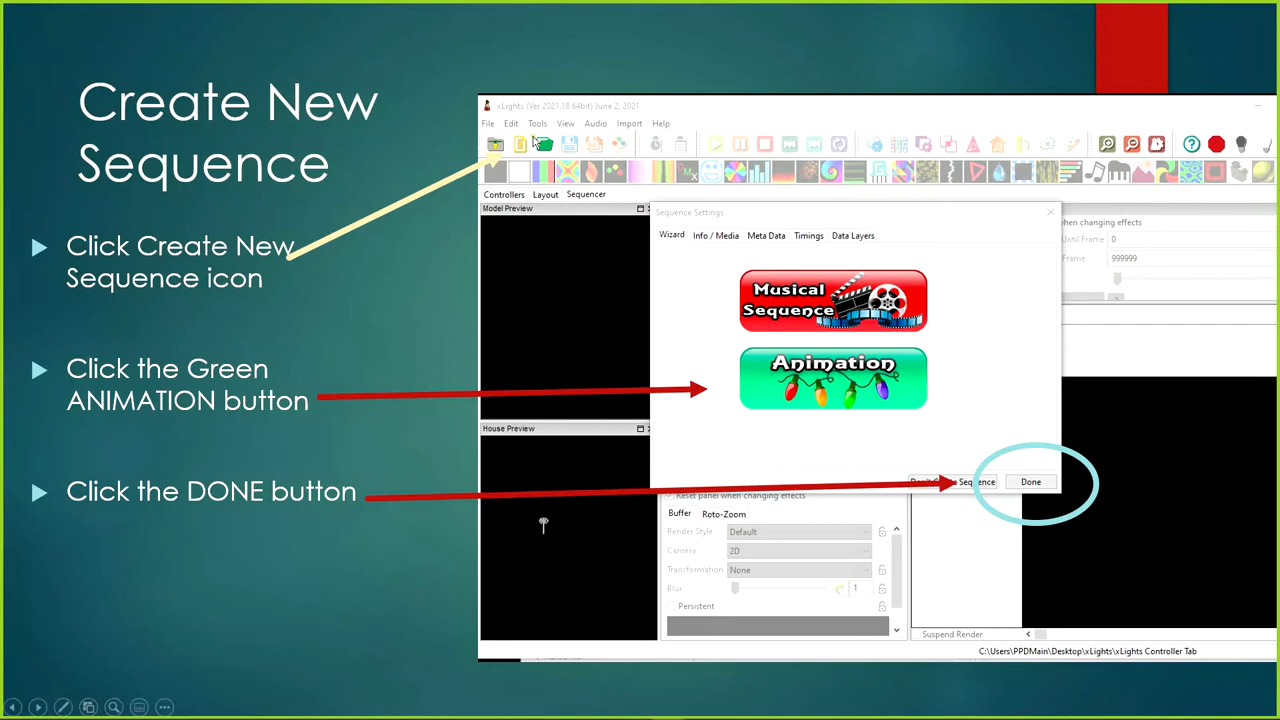 Create New
Sequence
Click Create New
Sequence icon
Click the Green
ANIMATION button
Click the DONE button
xLights (Ver 2021.18 64bit) June 2, 2021
File Edit Tools View Audio Import Help
Controllers Layout Sequencer
Model Preview
House Preview
Sequence Settings
Wizard Info / Media Meta Data Timings Data Layers
Musical
Sequence
Animation
Done
when changing effects
Until Frame 0
Frame 999999
Reset panel when changing effects
Buffer Roto-Zoom
Render Style Default
Camera 2D
Transformation None
Blur 1
Persistent
Suspend Render
C:\Users\PPDMain\Desktop\xLights\xLights Controller Tab